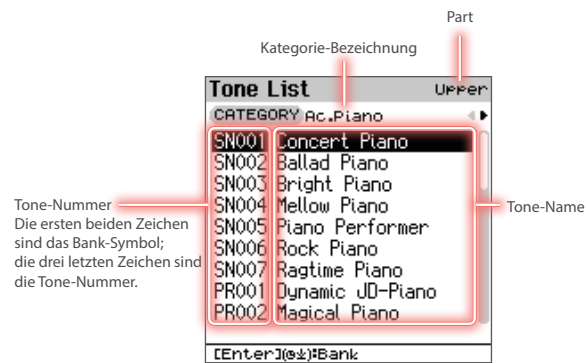 Part
Kategorie-Bezeichnung
Tone List Upper
CATEGORY Ac.Piano
SN001 Concert Piano
SN002 Ballad Piano
SN003 Bright Piano
SN004 Mellow Piano
SN005 Piano Performer
SN006 Rock Piano
SN007 Ragtime Piano
PR001 Dynamic JD-Piano
PR002 Magical Piano
Tone-Nummer
Die ersten beiden Zeichen
sind das Bank-Symbol;
die drei letzten Zeichen sind
die Tone-Nummer.
Tone-Name
[Enter] :Bank